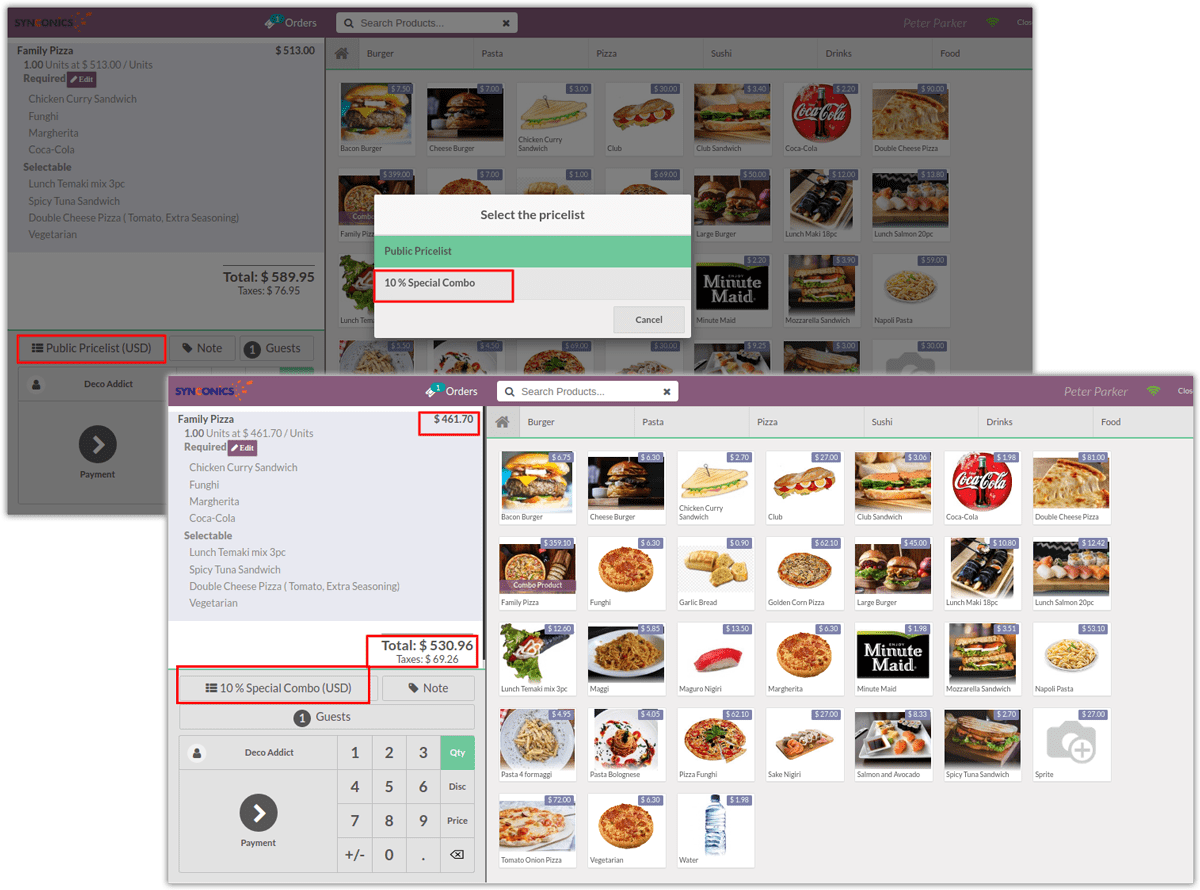 SYNCONICS
1 Orders
Search Products...
Peter Parker
Clos
Family Pizza $ 513.00
1.00 Units at $ 513.00 / Units
Required Edit
Chicken Curry Sandwich
Funghi
Margherita
Coca-Cola
Selectable
Lunch Temaki mix 3pc
Spicy Tuna Sandwich
Double Cheese Pizza ( Tomato, Extra Seasoning)
Vegetarian
Total: $ 589.95
Taxes: $ 76.95
Public Pricelist (USD) Note 1 Guests
Deco Addict
Payment
Burger Pasta Pizza Sushi Drinks Food
$ 7.50 $ 7.00 $ 3.00 $ 30.00 $ 3.40 $ 2.20 $ 90.00
Coca-Cola
Bacon Burger Cheese Burger Chicken Curry Sandwich Club Club Sandwich Coca-Cola Double Cheese Pizza
$ 399.00 $ 7.00 $ 1.00 $ 69.00 $ 50.00 $ 12.00 $ 13.80
Combo
Family Pizz Large Burger Lunch Maki 18pc Lunch Salmon 20pc
$ 2.20 $ 3.90 $ 59.00
ENJOY
Minute
Maid
Lunch Tem Minute Maid Mozzarella Sandwich Napoli Pasta
$ 5.50 $ 4.50 $ 69.00 $ 30.00 $ 9.25 $ 3.00 $ 30.00
Select the pricelist
Public Pricelist
10 % Special Combo
Cancel
SYNCONICS
1 Orders
Search Products...
Peter Parker
Clos
Family Pizza $ 461.70
1.00 Units at $ 461.70 / Units
Required Edit
Chicken Curry Sandwich
Funghi
Margherita
Coca-Cola
Selectable
Lunch Temaki mix 3pc
Spicy Tuna Sandwich
Double Cheese Pizza ( Tomato, Extra Seasoning)
Vegetarian
Total: $ 530.96
Taxes: $ 69.26
10 % Special Combo (USD) Note
1 Guests
Deco Addict
Payment
1 2 3 Qty
4 5 6 Disc
7 8 9 Price
+/- 0 .
Burger Pasta Pizza Sushi Drinks Food
$ 6.75 $ 6.30 $ 2.70 $ 27.00 $ 3.06 $ 1.98 $ 81.00
Coca-Cola
Bacon Burger Cheese Burger Chicken Curry Sandwich Club Club Sandwich Coca-Cola Double Cheese Pizza
$ 359.10 $ 6.30 $ 0.90 $ 62.10 $ 45.00 $ 10.80 $ 12.42
Combo Product
Family Pizza Funghi Garlic Bread Golden Corn Pizza Large Burger Lunch Maki 18pc Lunch Salmon 20pc
$ 12.60 $ 5.85 $ 13.50 $ 6.30 $ 1.98 $ 3.51 $ 53.10
ENJOY
Minute
Maid
Lunch Temaki mix 3pc Maggi Maguro Nigiri Margherita Minute Maid Mozzarella Sandwich Napoli Pasta
$ 4.95 $ 4.05 $ 62.10 $ 27.00 $ 8.33 $ 2.70 $ 27.00
Pasta 4 formaggi Pasta Bolognese Pizza Funghi Sake Nigiri Salmon and Avocado Spicy Tuna Sandwich Sprite
$ 72.00 $ 6.30 $ 1.98
Tomato Onion Pizza Vegetarian Water